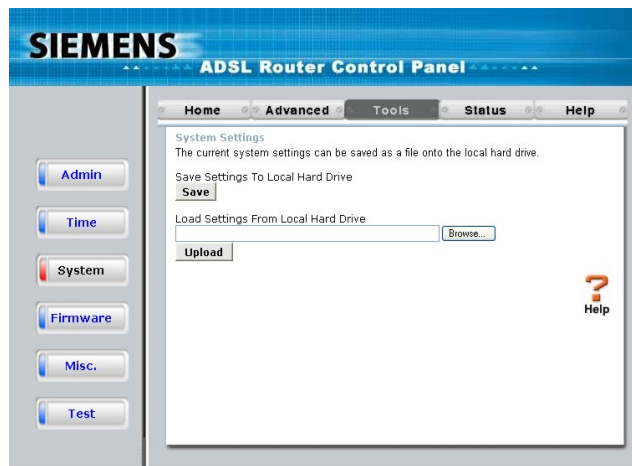 SIEMENS
ADSL Router Control Panel
Home Advanced Tools Status Help
Admin
Time
System
Firmware
Misc.
Test
System Settings
The current system settings can be saved as a file onto the local hard drive.
Save Settings To Local Hard Drive
Save
Load Settings From Local Hard Drive
Browse...
Upload
Help